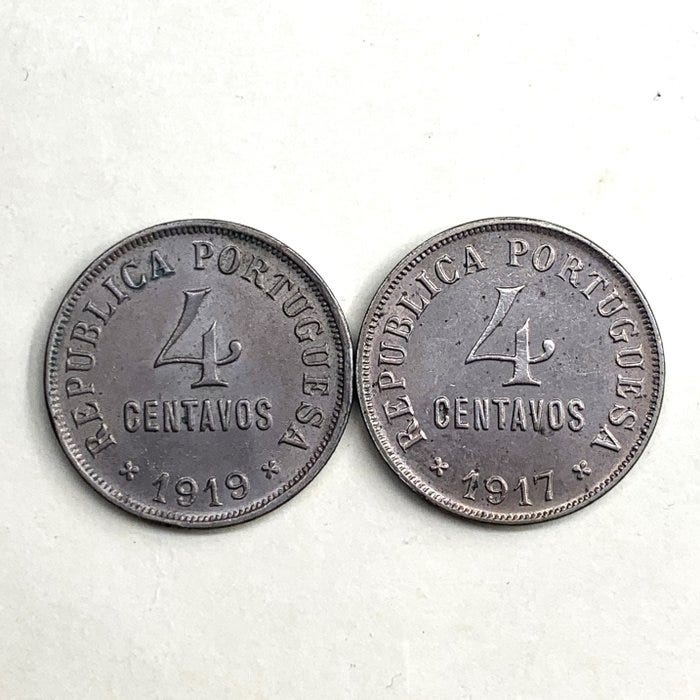 REPUBLICA PORTUGUESA
4
CENTAVOS
* 1919 *
REPUBLICA PORTUGUESA
4
CENTAVOS
* 1917 *